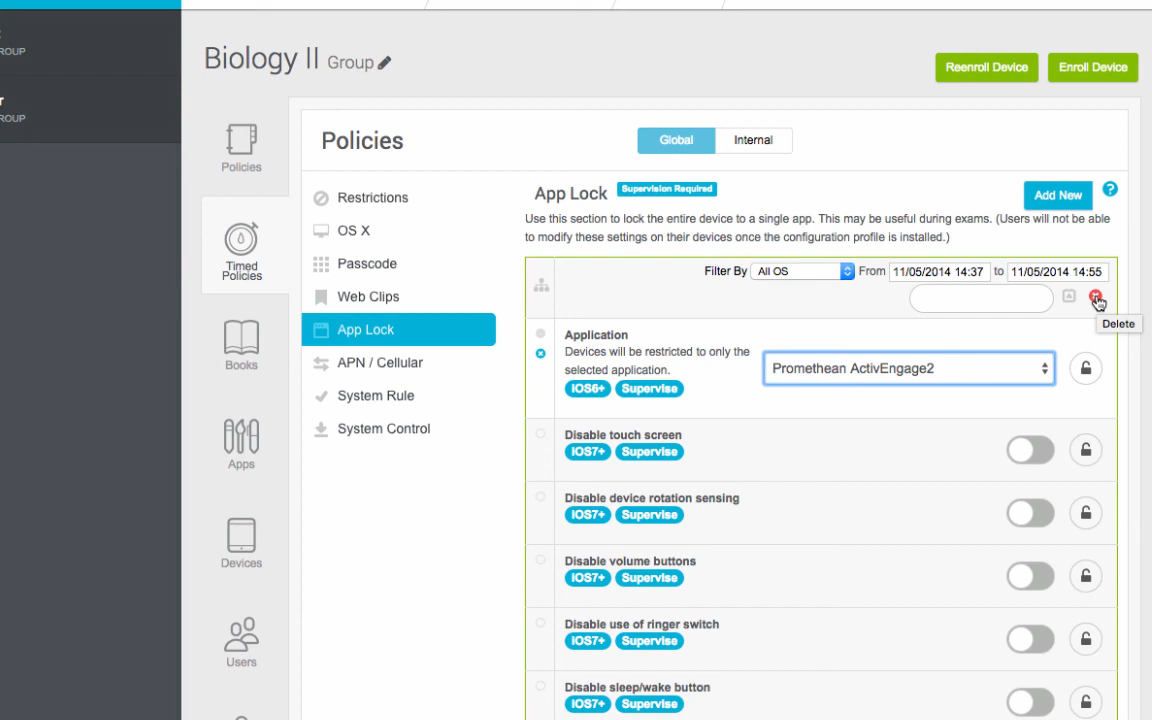 OUP
Biology II Group
Reenroll Device
Enroll Device
r
OUP
Policies
Timed
Policies
Books
Apps
Devices
Users
Policies
Global
Internal
Restrictions
OS X
Passcode
Web Clips
App Lock
APN / Cellular
System Rule
System Control
App Lock
Supervision Required
Add New
?
Use this section to lock the entire device to a single app. This may be useful during exams. (Users will not be able
to modify these settings on their devices once the configuration profile is installed.)
Filter By All OS From 11/05/2014 14:37 to 11/05/2014 14:55
Delete
Application
Devices will be restricted to only the
selected application.
IOS6+ Supervise
Promethean ActivEngage2
Disable touch screen
IOS7+ Supervise
Disable device rotation sensing
IOS7+ Supervise
Disable volume buttons
IOS7+ Supervise
Disable use of ringer switch
IOS7+ Supervise
Disable sleep/wake button
IOS7+ Supervise